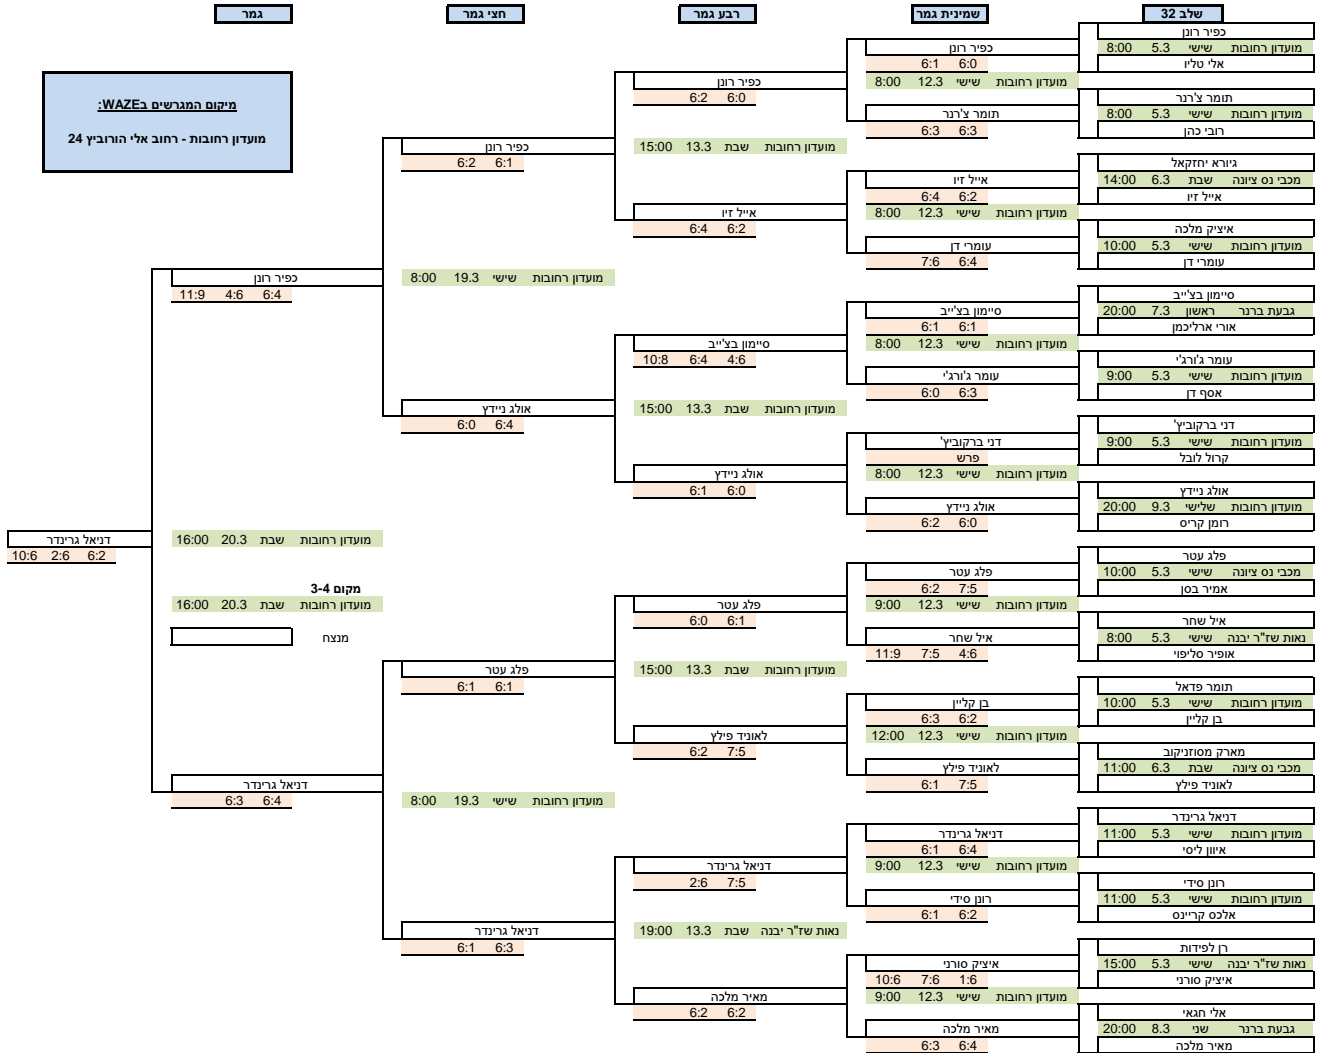 שלב 32
שמינית גמר
רבע גמר
חצי גמר
גמר
מיקום המגרשים בWAZE:
מועדון רחובות - רחוב אלי הורוביץ 24
כפיר רונן
מועדון רחובות שישי 5.3 8:00
אלי טליו
תומר צ'רנר
מועדון רחובות שישי 5.3 8:00
רובי כהן
גיורא יחזקאל
מכבי נס ציונה שבת 6.3 14:00
אייל זיו
איציק מלכה
מועדון רחובות שישי 5.3 10:00
עומרי דן
סיימון בצ'ייב
גבעת ברנר ראשון 7.3 20:00
אורי ארליכמן
עומר ג'ורג'י
מועדון רחובות שישי 5.3 9:00
אסף דן
דני ברקוביץ'
מועדון רחובות שישי 5.3 9:00
קרול לובל
אולג ניידץ
מועדון רחובות שלישי 9.3 20:00
רומן קריס
פלג עטר
מכבי נס ציונה שישי 5.3 10:00
אמיר בסן
איל שחר
נאות שז"ר יבנה שישי 5.3 8:00
אופיר סליפוי
תומר פדאל
מועדון רחובות שישי 5.3 10:00
בן קליין
מארק מסוזניקוב
מכבי נס ציונה שבת 6.3 11:00
לאוניד פילץ
דניאל גרינדר
מועדון רחובות שישי 5.3 11:00
איוון ליסי
רונן סידי
מועדון רחובות שישי 5.3 11:00
אלכס קריינס
רן לפידות
נאות שז"ר יבנה שישי 5.3 15:00
איציק סורני
אלי חגאי
גבעת ברנר שני 8.3 20:00
מאיר מלכה
כפיר רונן
6:1 6:0
מועדון רחובות שישי 12.3 8:00
תומר צ'רנר
6:3 6:3
אייל זיו
6:4 6:2
מועדון רחובות שישי 12.3 8:00
עומרי דן
7:6 6:4
סיימון בצ'ייב
6:1 6:1
מועדון רחובות שישי 12.3 8:00
עומר ג'ורג'י
6:0 6:3
דני ברקוביץ'
פרש
מועדון רחובות שישי 12.3 8:00
אולג ניידץ
6:2 6:0
פלג עטר
6:2 7:5
מועדון רחובות שישי 12.3 9:00
איל שחר
11:9 7:5 4:6
בן קליין
6:3 6:2
מועדון רחובות שישי 12.3 12:00
לאוניד פילץ
6:1 7:5
דניאל גרינדר
6:1 6:4
מועדון רחובות שישי 12.3 9:00
רונן סידי
6:1 6:2
איציק סורני
10:6 7:6 1:6
מועדון רחובות שישי 12.3 9:00
מאיר מלכה
6:3 6:4
כפיר רונן
6:2 6:0
מועדון רחובות שבת 13.3 15:00
אייל זיו
6:4 6:2
סיימון בצ'ייב
10:8 6:4 4:6
מועדון רחובות שבת 13.3 15:00
אולג ניידץ
6:1 6:0
פלג עטר
6:0 6:1
מועדון רחובות שבת 13.3 15:00
לאוניד פילץ
6:2 7:5
דניאל גרינדר
2:6 7:5
נאות שז"ר יבנה שבת 13.3 19:00
מאיר מלכה
6:2 6:2
כפיר רונן
6:2 6:1
מועדון רחובות שישי 19.3 8:00
אולג ניידץ
6:0 6:4
פלג עטר
6:1 6:1
מועדון רחובות שישי 19.3 8:00
דניאל גרינדר
6:1 6:3
כפיר רונן
11:9 4:6 6:4
מועדון רחובות שבת 20.3 16:00
מקום 3-4
מועדון רחובות שבת 20.3 16:00
מנצח
דניאל גרינדר
6:3 6:4
דניאל גרינדר
10:6 2:6 6:2